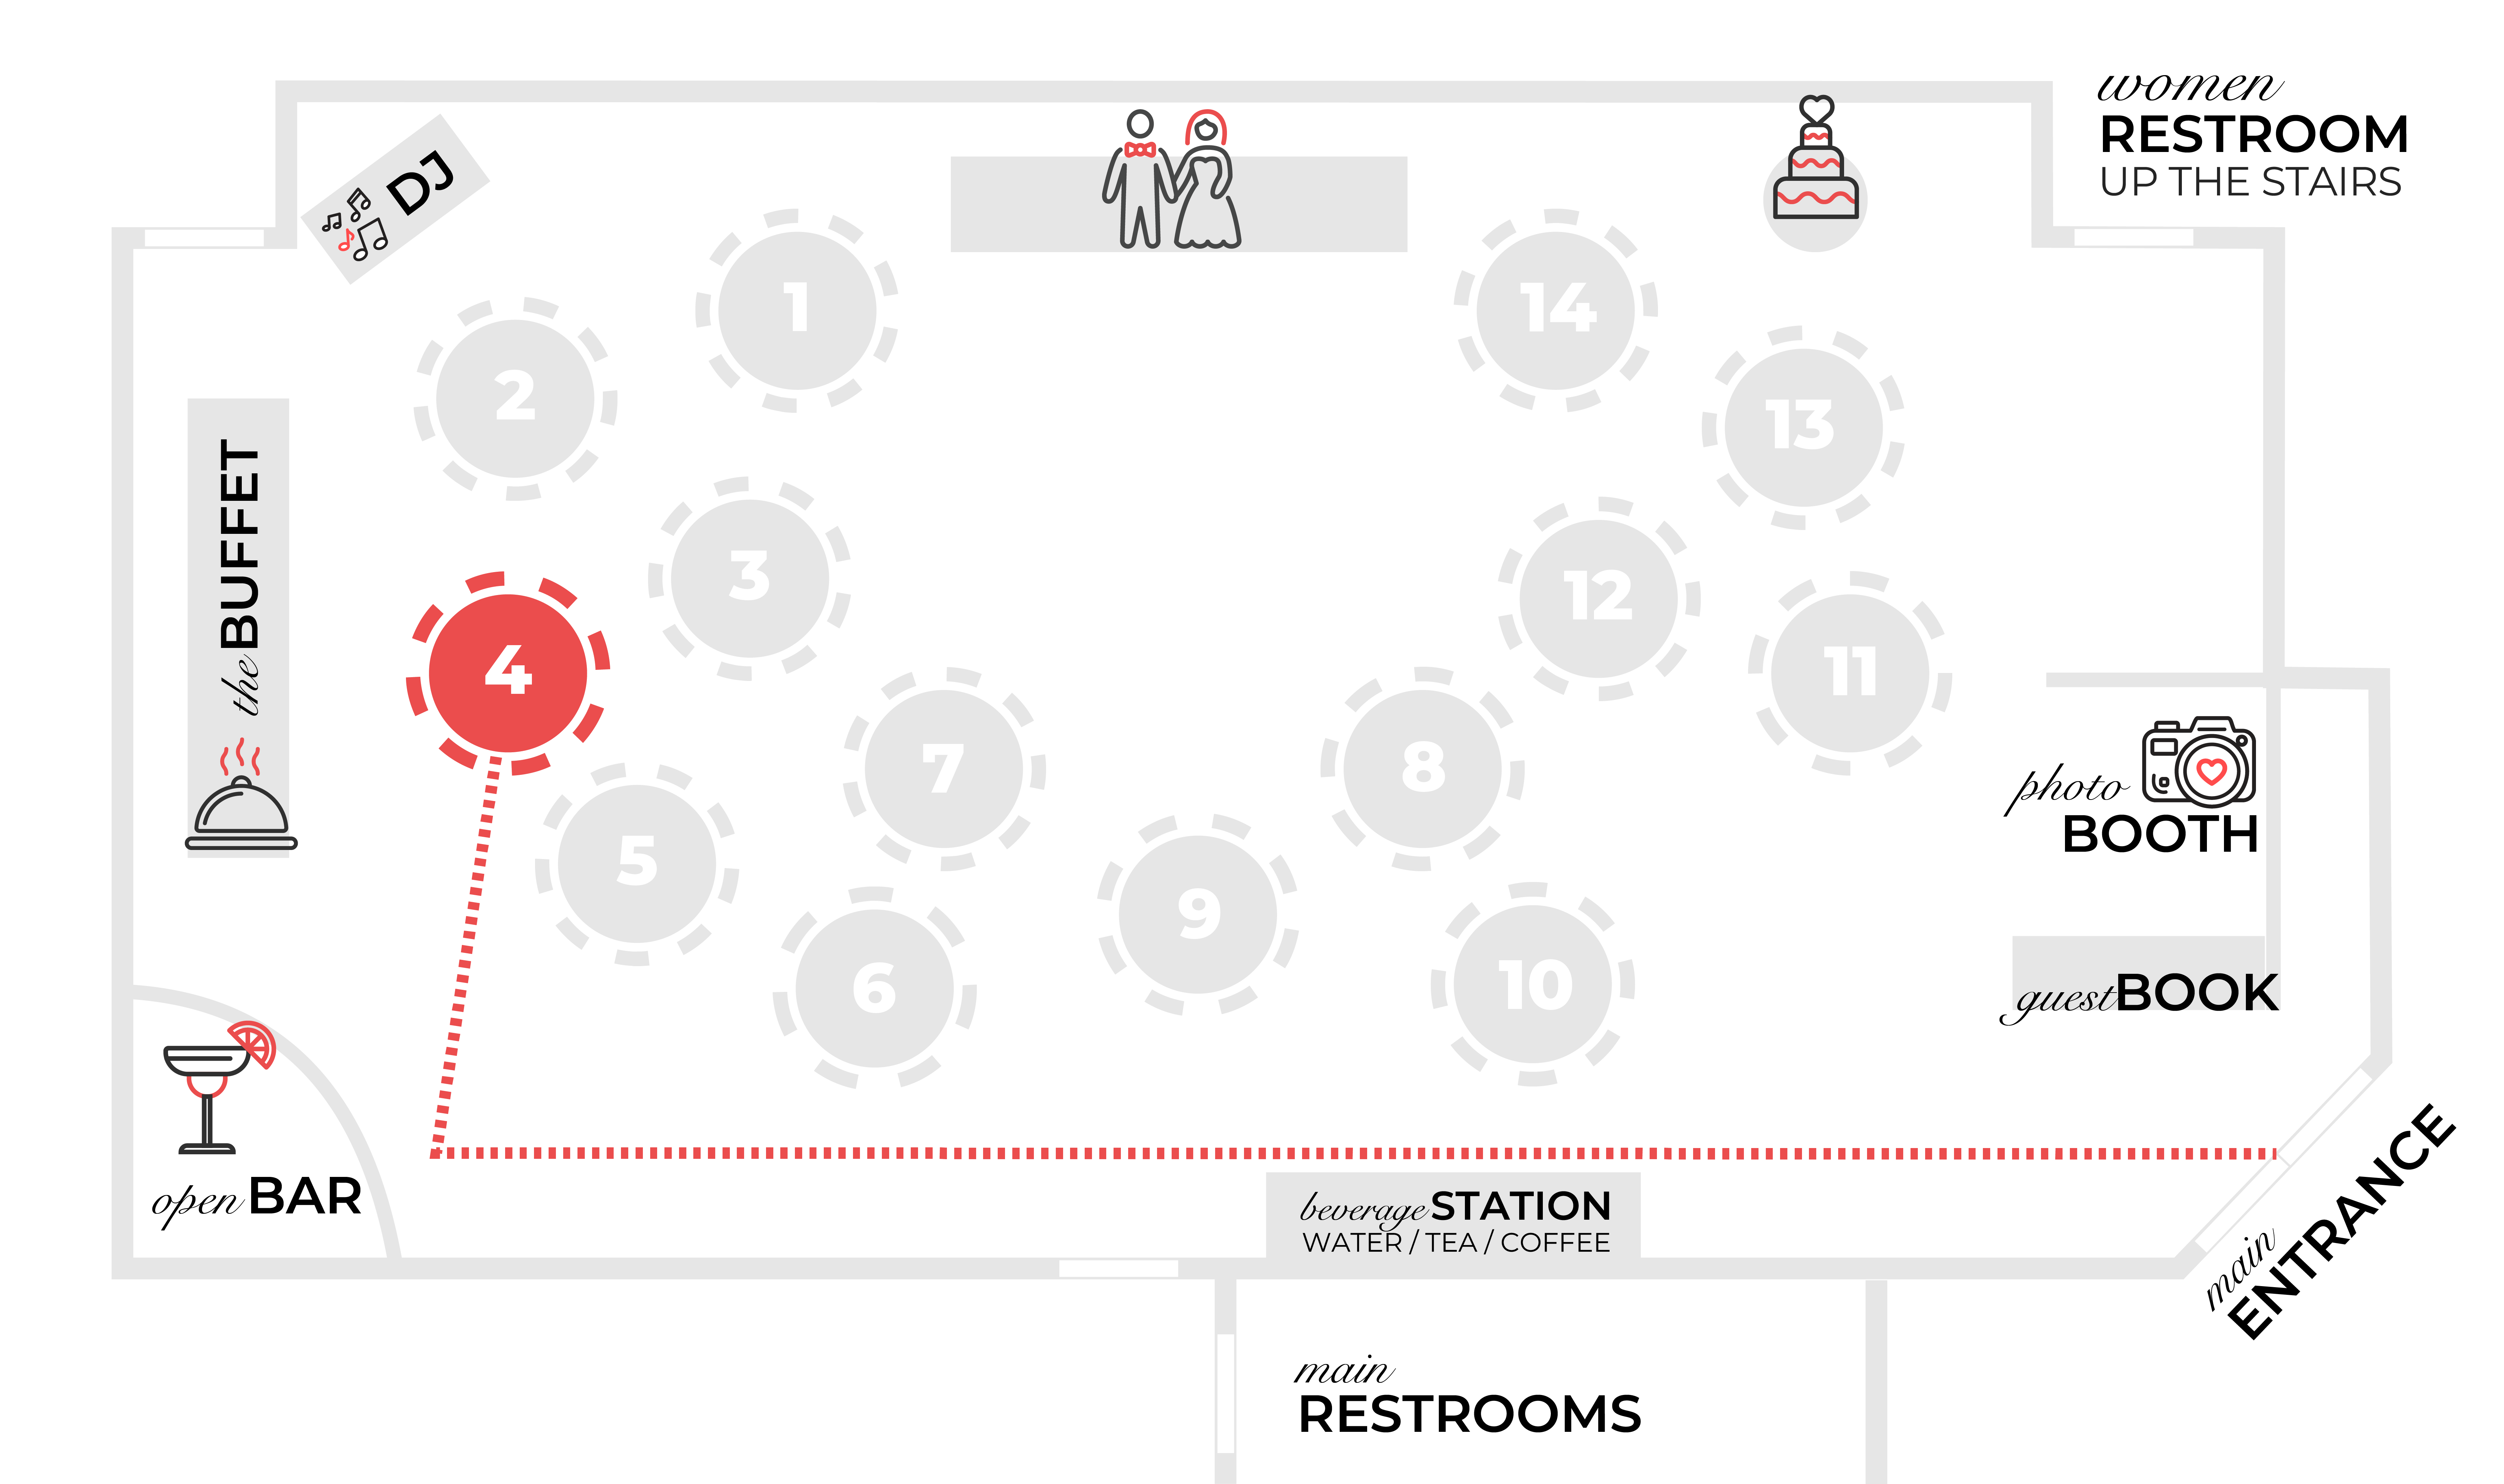 women
RESTROOM
UP THE STAIRS
DJ
1
14
2
13
the BUFFET
3
12
4
11
7
8
photo
BOOTH
5
9
6
10
guestBOOK
open BAR
beverage STATION
WATER / TEA / COFFEE
main
ENTRANCE
main
RESTROOMS